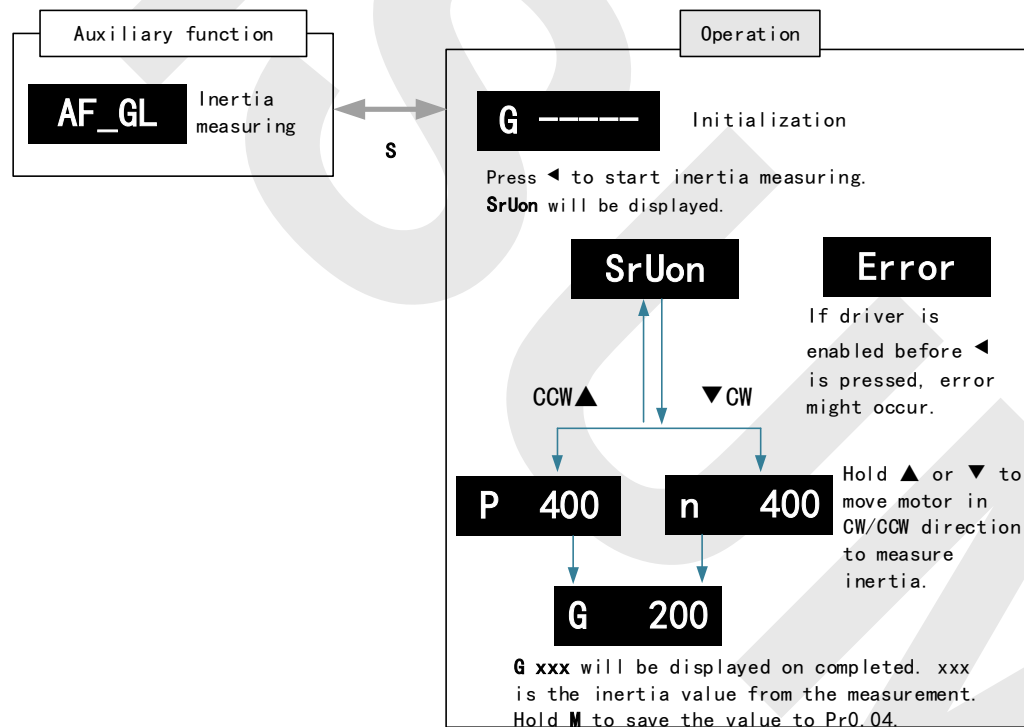 Auxiliary function
AF_GL
Inertia
measuring
S
Operation
G -----
Initialization
Press ◀ to start inertia measuring.
SrUon will be displayed.
SrUon
Error
If driver is
enabled before ◀
is pressed, error
might occur.
CCW▲
▼CW
P 400
n 400
Hold ▲ or ▼ to
move motor in
CW/CCW direction
to measure
inertia.
G 200
G xxx will be displayed on completed. xxx
is the inertia value from the measurement.
Hold M to save the value to Pr0.04.